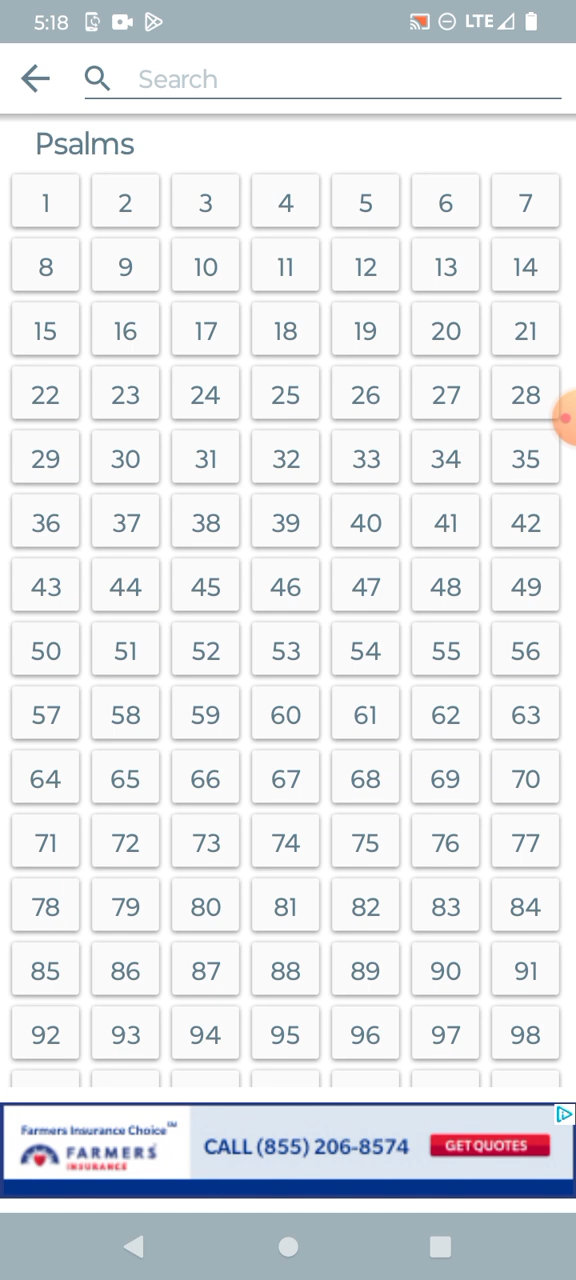 5:18 LTE
Search
Psalms
1 2 3 4 5 6 7
8 9 10 11 12 13 14
15 16 17 18 19 20 21
22 23 24 25 26 27 28
29 30 31 32 33 34 35
36 37 38 39 40 41 42
43 44 45 46 47 48 49
50 51 52 53 54 55 56
57 58 59 60 61 62 63
64 65 66 67 68 69 70
71 72 73 74 75 76 77
78 79 80 81 82 83 84
85 86 87 88 89 90 91
92 93 94 95 96 97 98
Farmers Insurance Choice™
FARMERS
INSURANCE
CALL (855) 206-8574
GET QUOTES